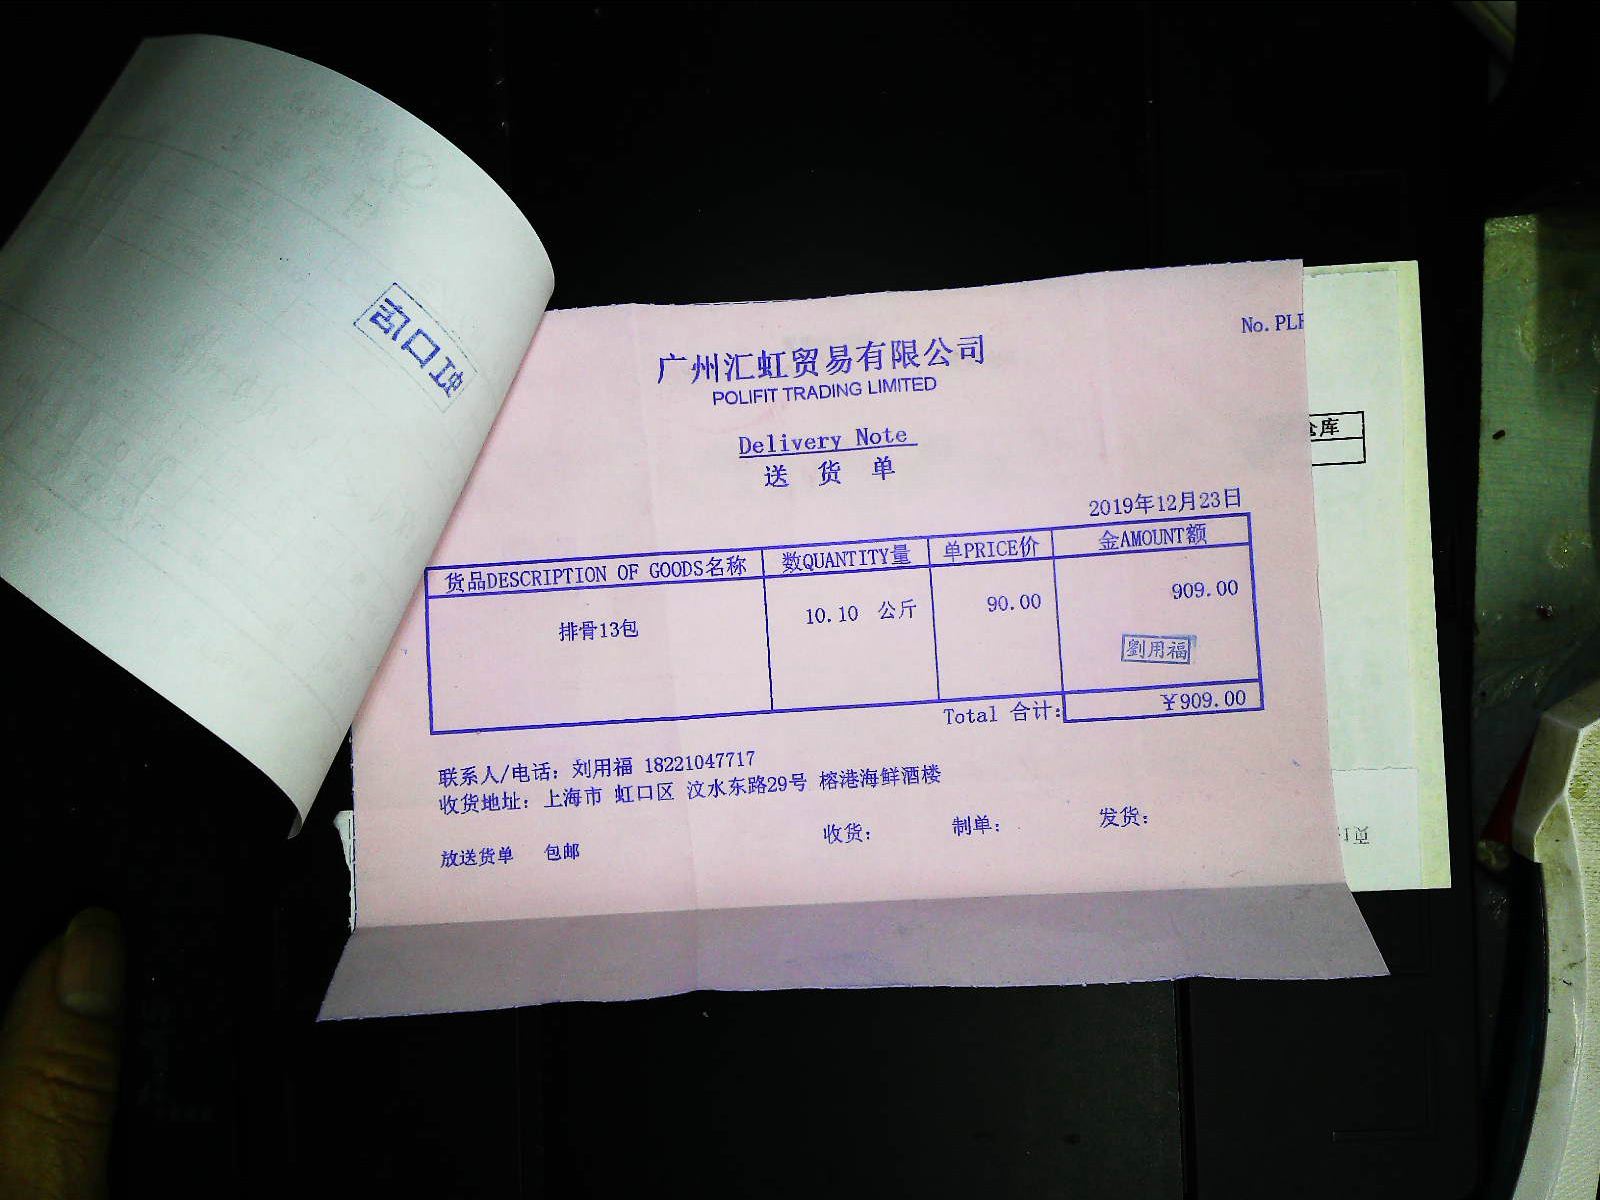 No.PL
广州汇虹贸易有限公司
POLIFIT TRADING LIMITED
Delivery Note
送 货 单
2019年12月23日
货品DESCRIPTION OF GOODS名称 数QUANTITY量 单PRICE价 金AMOUNT额
排骨13包 10.10 公斤 90.00 909.00
劉用福
Total 合计: ¥909.00
联系人/电话: 刘用福 18221047717
收货地址: 上海市 虹口区 汶水东路29号 榕港海鲜酒楼
收货: 制单: 发货:
放送货单 包邮
虹口店
库